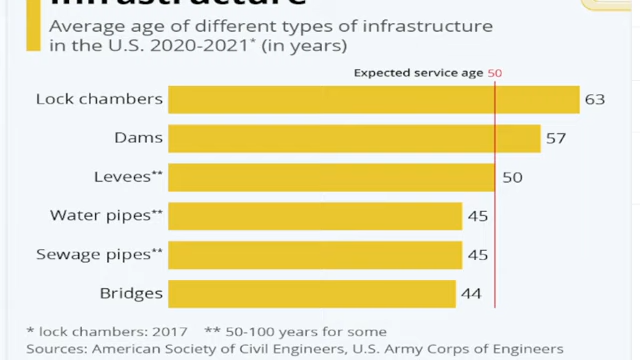 Infrastructure
Average age of different types of infrastructure
in the U.S. 2020-2021* (in years)
Expected service age 50
Lock chambers 63
Dams 57
Levees** 50
Water pipes** 45
Sewage pipes** 45
Bridges 44
* lock chambers: 2017 ** 50-100 years for some
Sources: American Society of Civil Engineers, U.S. Army Corps of Engineers